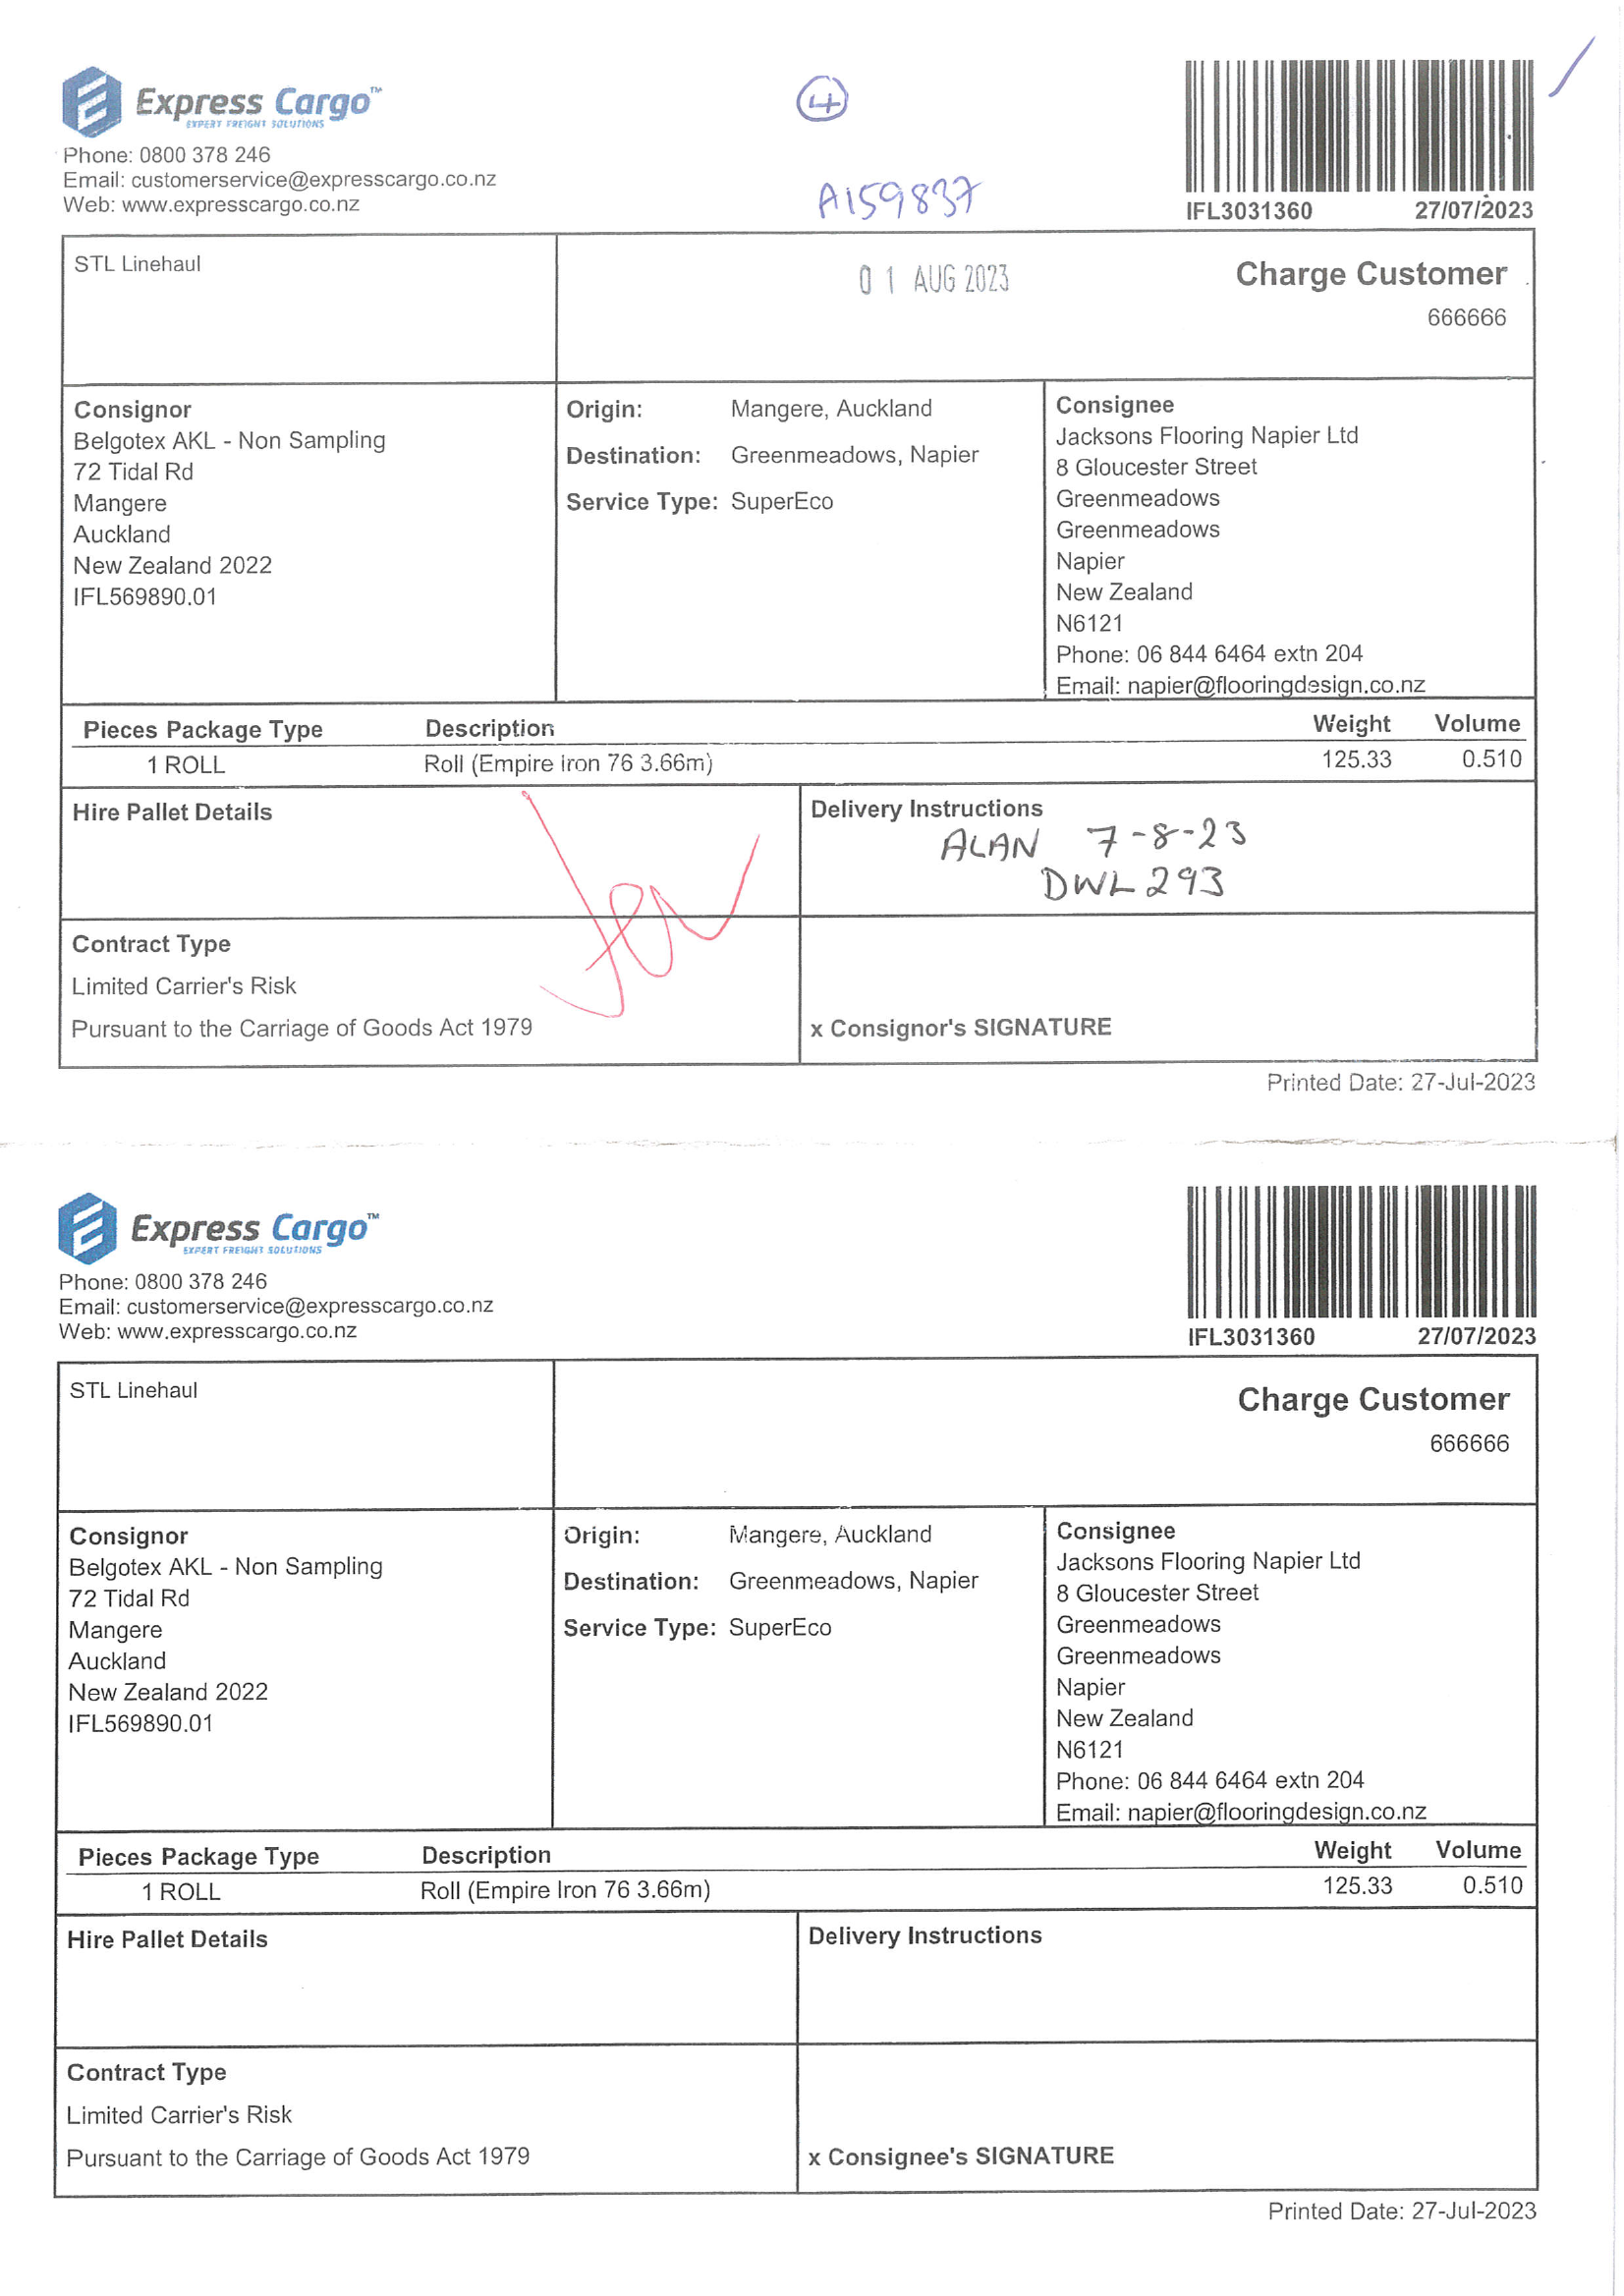 Express Cargo™
EXPERT FREIGHT SOLUTIONS
Phone: 0800 378 246
Email: customerservice@expresscargo.co.nz
Web: www.expresscargo.co.nz
4
A159837
IFL3031360 27/07/2023
STL Linehaul
01 AUG 2023
Charge Customer
666666
Consignor
Belgotex AKL - Non Sampling
72 Tidal Rd
Mangere
Auckland
New Zealand 2022
IFL569890.01
Origin: Mangere, Auckland
Destination: Greenmeadows, Napier
Service Type: SuperEco
Consignee
Jacksons Flooring Napier Ltd
8 Gloucester Street
Greenmeadows
Greenmeadows
Napier
New Zealand
N6121
Phone: 06 844 6464 extn 204
Email: napier@flooringdesign.co.nz
Pieces Package Type Description Weight Volume
1 ROLL Roll (Empire Iron 76 3.66m) 125.33 0.510
Hire Pallet Details
Delivery Instructions
ALAN 7-8-23
DWL293
Contract Type
Limited Carrier's Risk
Pursuant to the Carriage of Goods Act 1979
x Consignor's SIGNATURE
Printed Date: 27-Jul-2023
Express Cargo™
EXPERT FREIGHT SOLUTIONS
Phone: 0800 378 246
Email: customerservice@expresscargo.co.nz
Web: www.expresscargo.co.nz
IFL3031360 27/07/2023
STL Linehaul
Charge Customer
666666
Consignor
Belgotex AKL - Non Sampling
72 Tidal Rd
Mangere
Auckland
New Zealand 2022
IFL569890.01
Origin: Mangere, Auckland
Destination: Greenmeadows, Napier
Service Type: SuperEco
Consignee
Jacksons Flooring Napier Ltd
8 Gloucester Street
Greenmeadows
Greenmeadows
Napier
New Zealand
N6121
Phone: 06 844 6464 extn 204
Email: napier@flooringdesign.co.nz
Pieces Package Type Description Weight Volume
1 ROLL Roll (Empire Iron 76 3.66m) 125.33 0.510
Hire Pallet Details
Delivery Instructions
Contract Type
Limited Carrier's Risk
Pursuant to the Carriage of Goods Act 1979
x Consignee's SIGNATURE
Printed Date: 27-Jul-2023